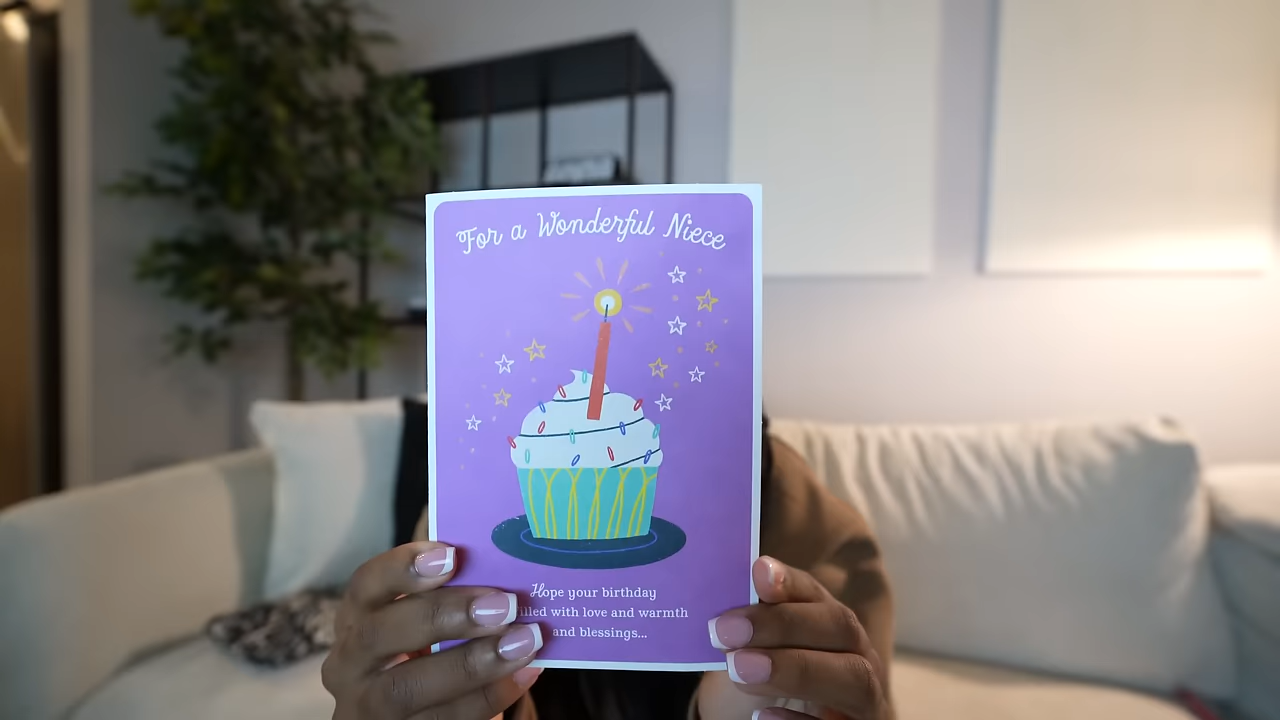 For a Wonderful Niece
Hope your birthday
illed with love and warmth
and blessings...